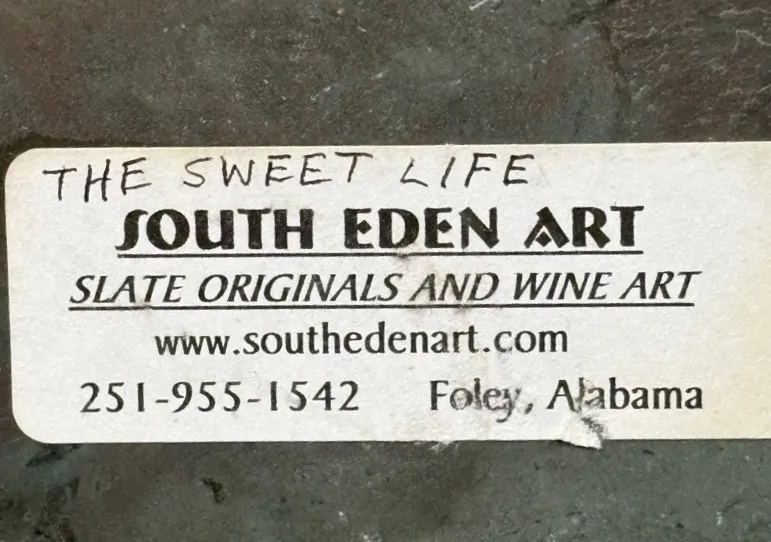 THE SWEET LIFE
SOUTH EDEN ART
SLATE ORIGINALS AND WINE ART
www.southedenart.com
251-955-1542 Foley, Alabama